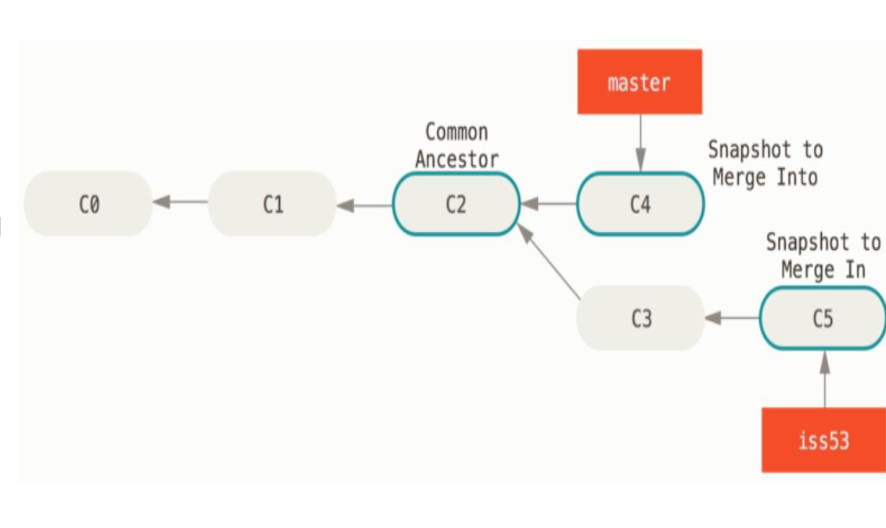 master
Common
Ancestor
Snapshot to
Merge Into
C0
C1
C2
C4
Snapshot to
Merge In
C3
C5
iss53